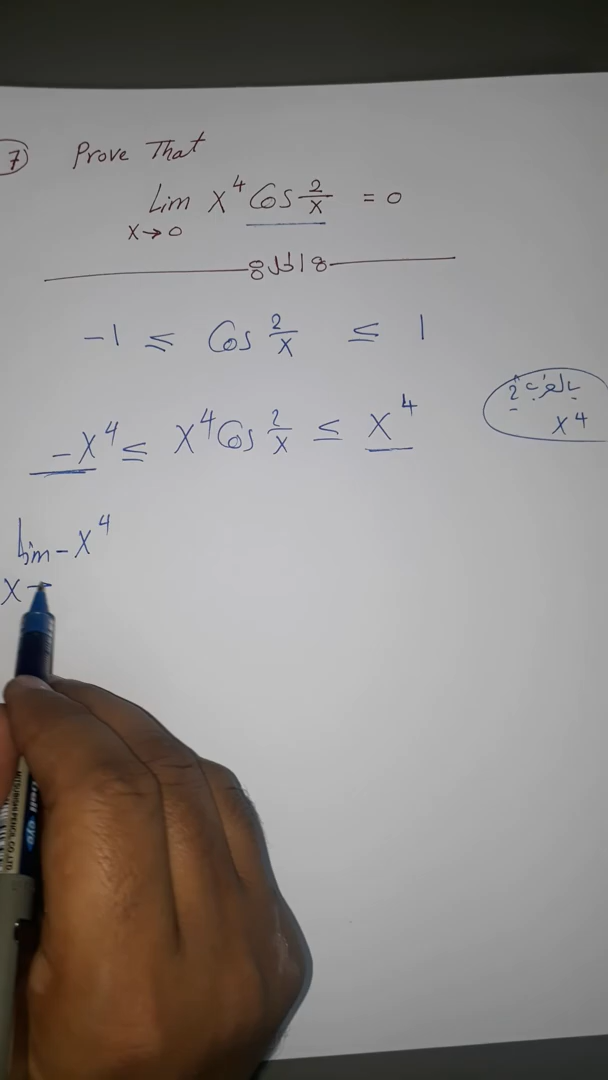 7 Prove That
Lim x⁴ Cos 2/x = 0
x→0
-1 ≤ Cos 2/x ≤ 1
بالضرب
x⁴
-x⁴ ≤ x⁴ Cos 2/x ≤ x⁴
lim -x⁴
x→